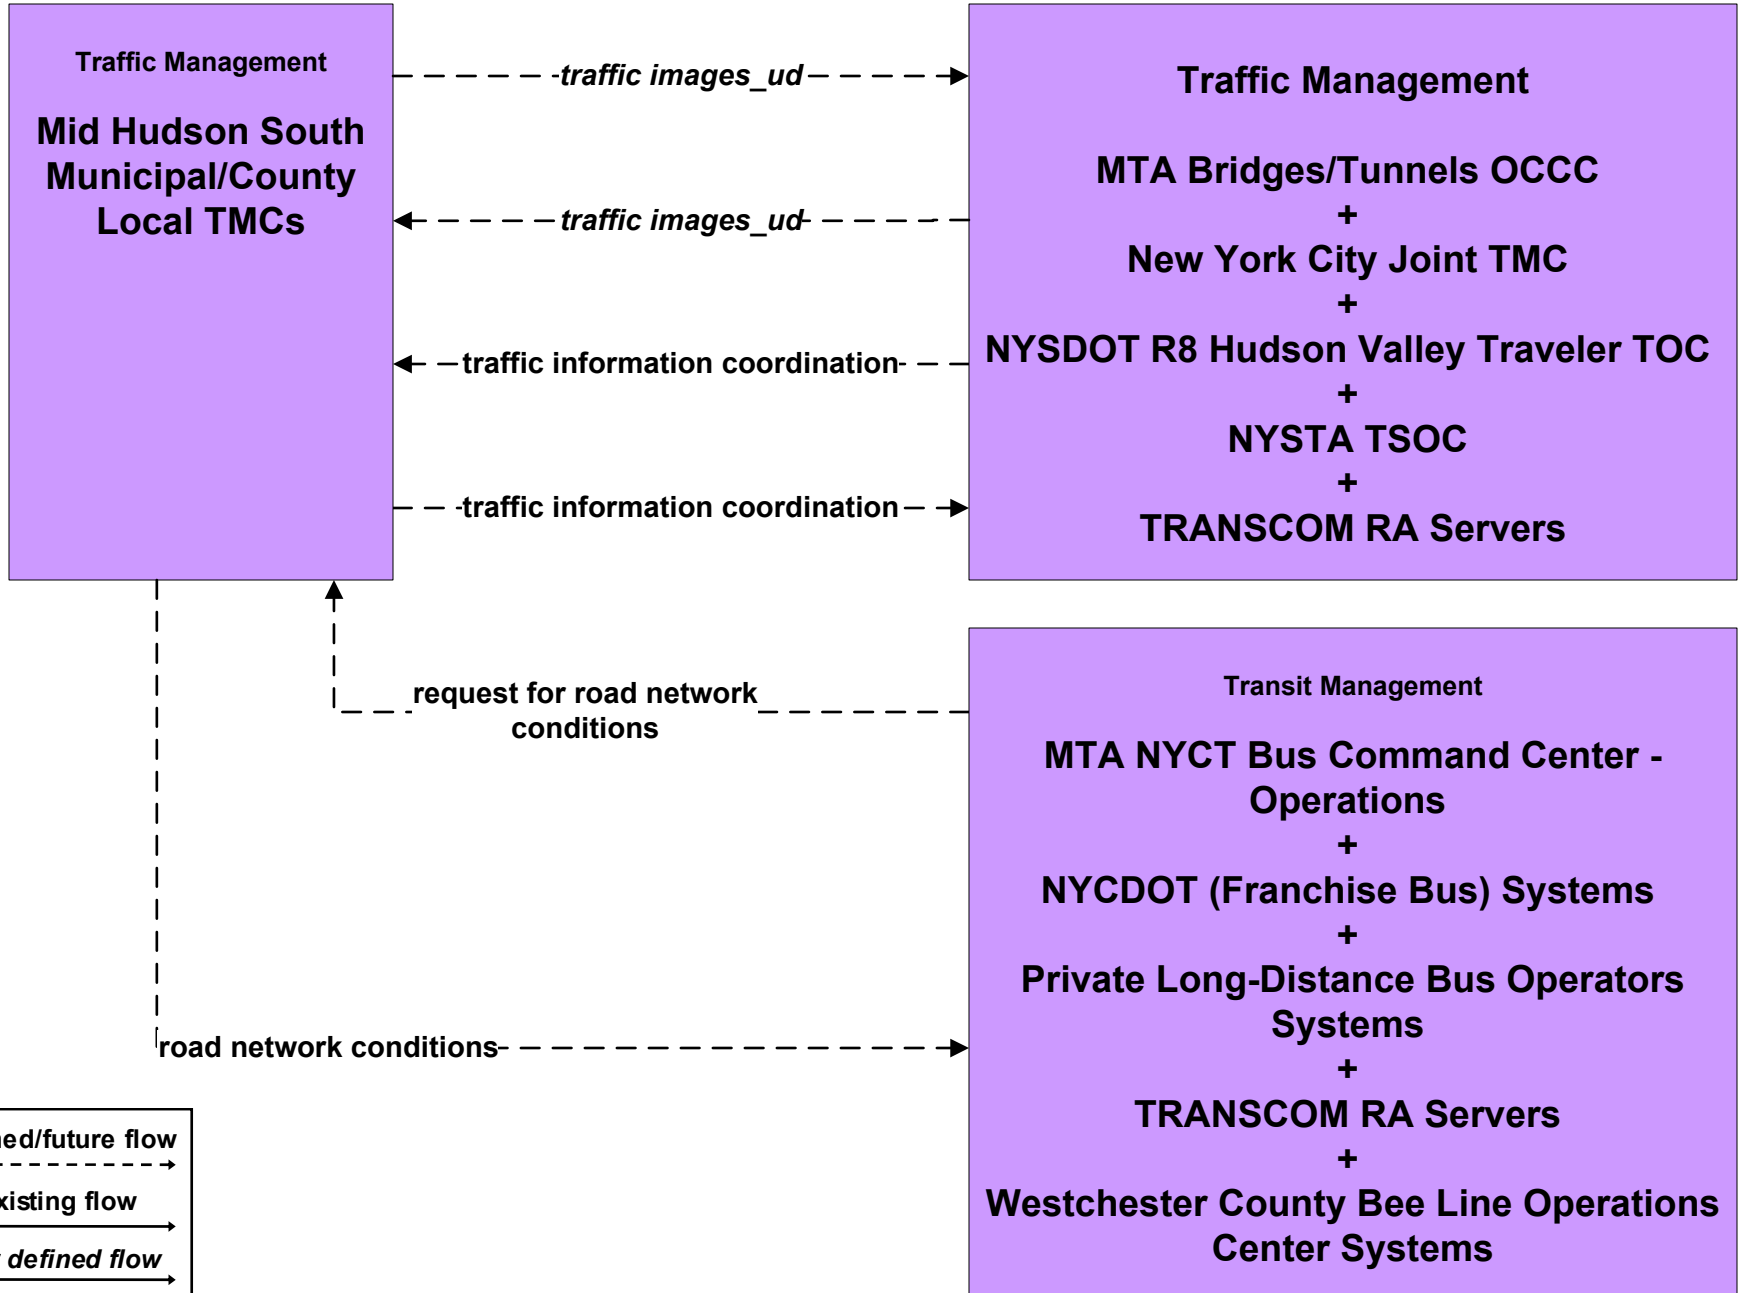 Traffic Management
Mid Hudson South
Municipal/County
Local TMCs
traffic images_ud
traffic images_ud
traffic information coordination
traffic information coordination
Traffic Management
MTA Bridges/Tunnels OCCC
+
New York City Joint TMC
+
NYSDOT R8 Hudson Valley Traveler TOC
+
NYSTA TSOC
+
TRANSCOM RA Servers
request for road network
conditions
road network conditions
Transit Management
MTA NYCT Bus Command Center -
Operations
+
NYCDOT (Franchise Bus) Systems
+
Private Long-Distance Bus Operators
Systems
+
TRANSCOM RA Servers
+
Westchester County Bee Line Operations
Center Systems
ned/future flow
xisting flow
defined flow